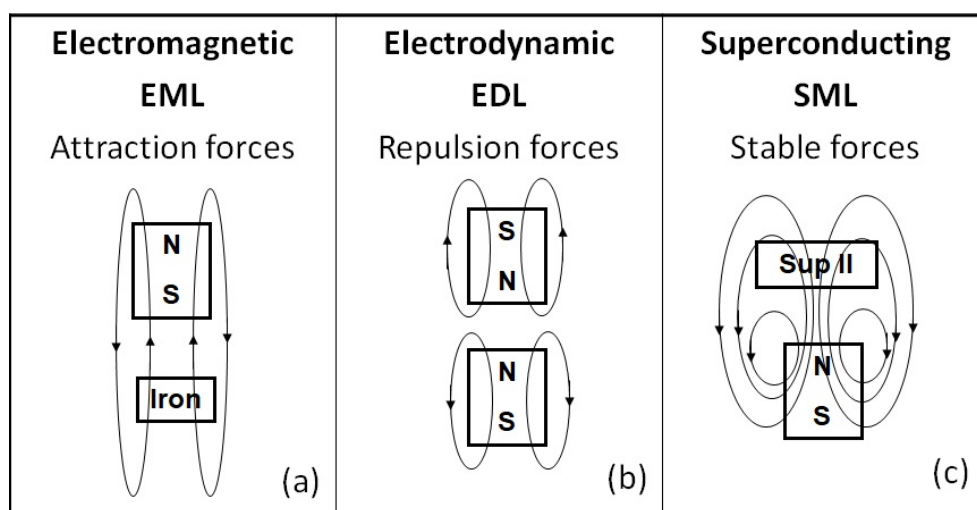 Electromagnetic
EML
Attraction forces
N
S
Iron
(a)
Electrodynamic
EDL
Repulsion forces
S
N
N
S
(b)
Superconducting
SML
Stable forces
Sup II
N
S
(c)